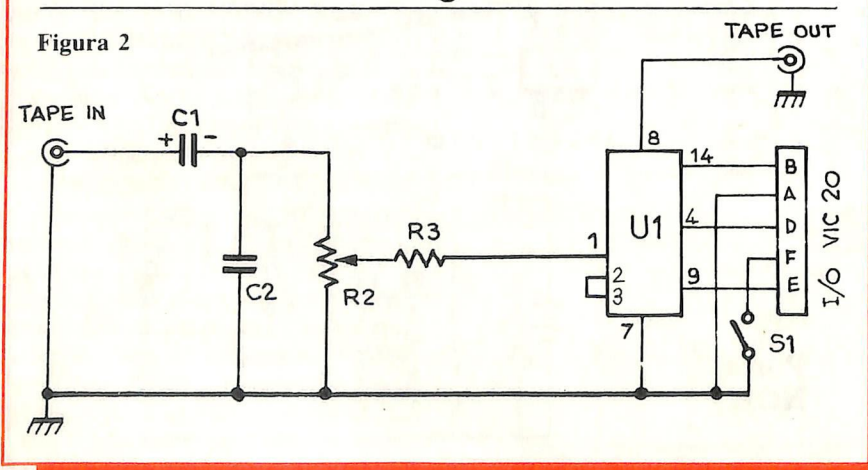 Figura 2
TAPE OUT
TAPE IN
C1
+ -
8
14
B
A
I/O VIC 20
U1
4
D
R3
1
F
2
9
E
3
C2
R2
S1
7